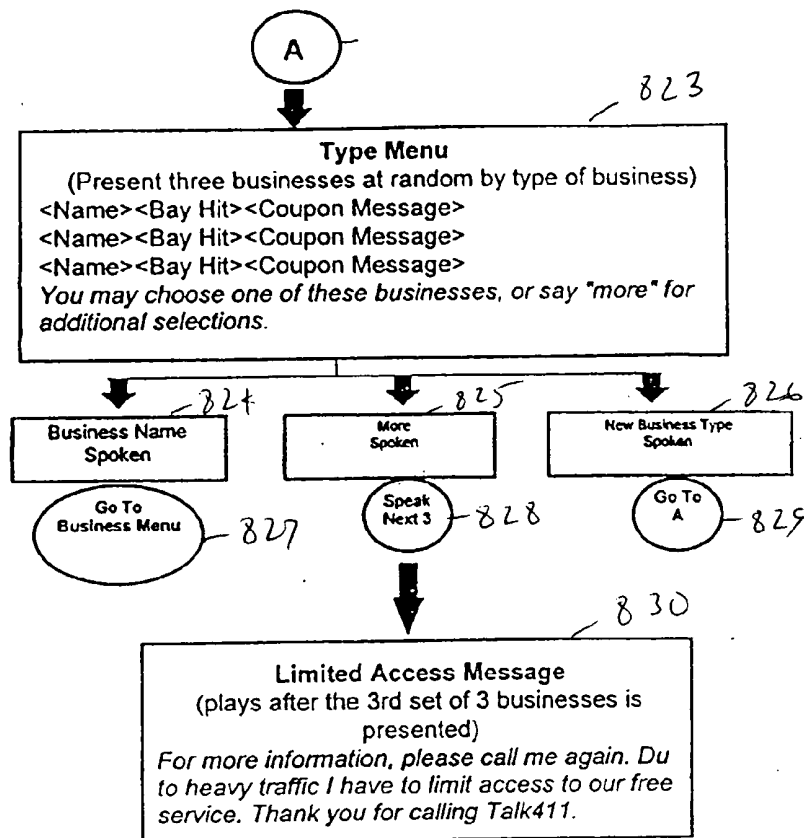 A
823
Type Menu
(Present three businesses at random by type of business)
<Name><Bay Hit><Coupon Message>
<Name><Bay Hit><Coupon Message>
<Name><Bay Hit><Coupon Message>
You may choose one of these businesses, or say "more" for
additional selections.
824
825
826
Business Name
Spoken
More
Spoken
New Business Type
Spoken
Go To
Business Menu
827
Speak
Next 3
828
Go To
A
829
830
Limited Access Message
(plays after the 3rd set of 3 businesses is
presented)
For more information, please call me again. Du
to heavy traffic I have to limit access to our free
service. Thank you for calling Talk411.